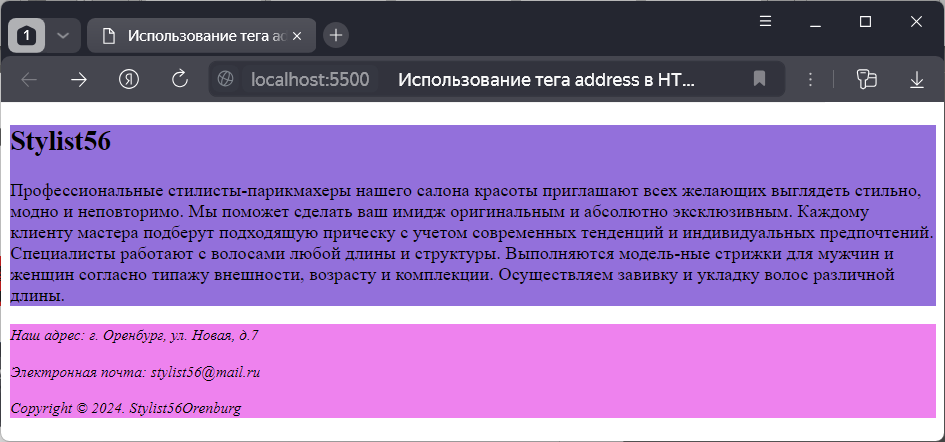 1
Использование тега ad
localhost:5500 Использование тега address в HT...
Stylist56
Профессиональные стилисты-парикмахеры нашего салона красоты приглашают всех желающих выглядеть стильно,
модно и неповторимо. Мы поможет сделать ваш имидж оригинальным и абсолютно эксклюзивным. Каждому
клиенту мастера подберут подходящую прическу с учетом современных тенденций и индивидуальных предпочтений.
Специалисты работают с волосами любой длины и структуры. Выполняются модель-ные стрижки для мужчин и
женщин согласно типажу внешности, возрасту и комплекции. Осуществляем завивку и укладку волос различной
длины.
Наш адрес: г. Оренбург, ул. Новая, д.7
Электронная почта: stylist56@mail.ru
Copyright © 2024. Stylist56Orenburg